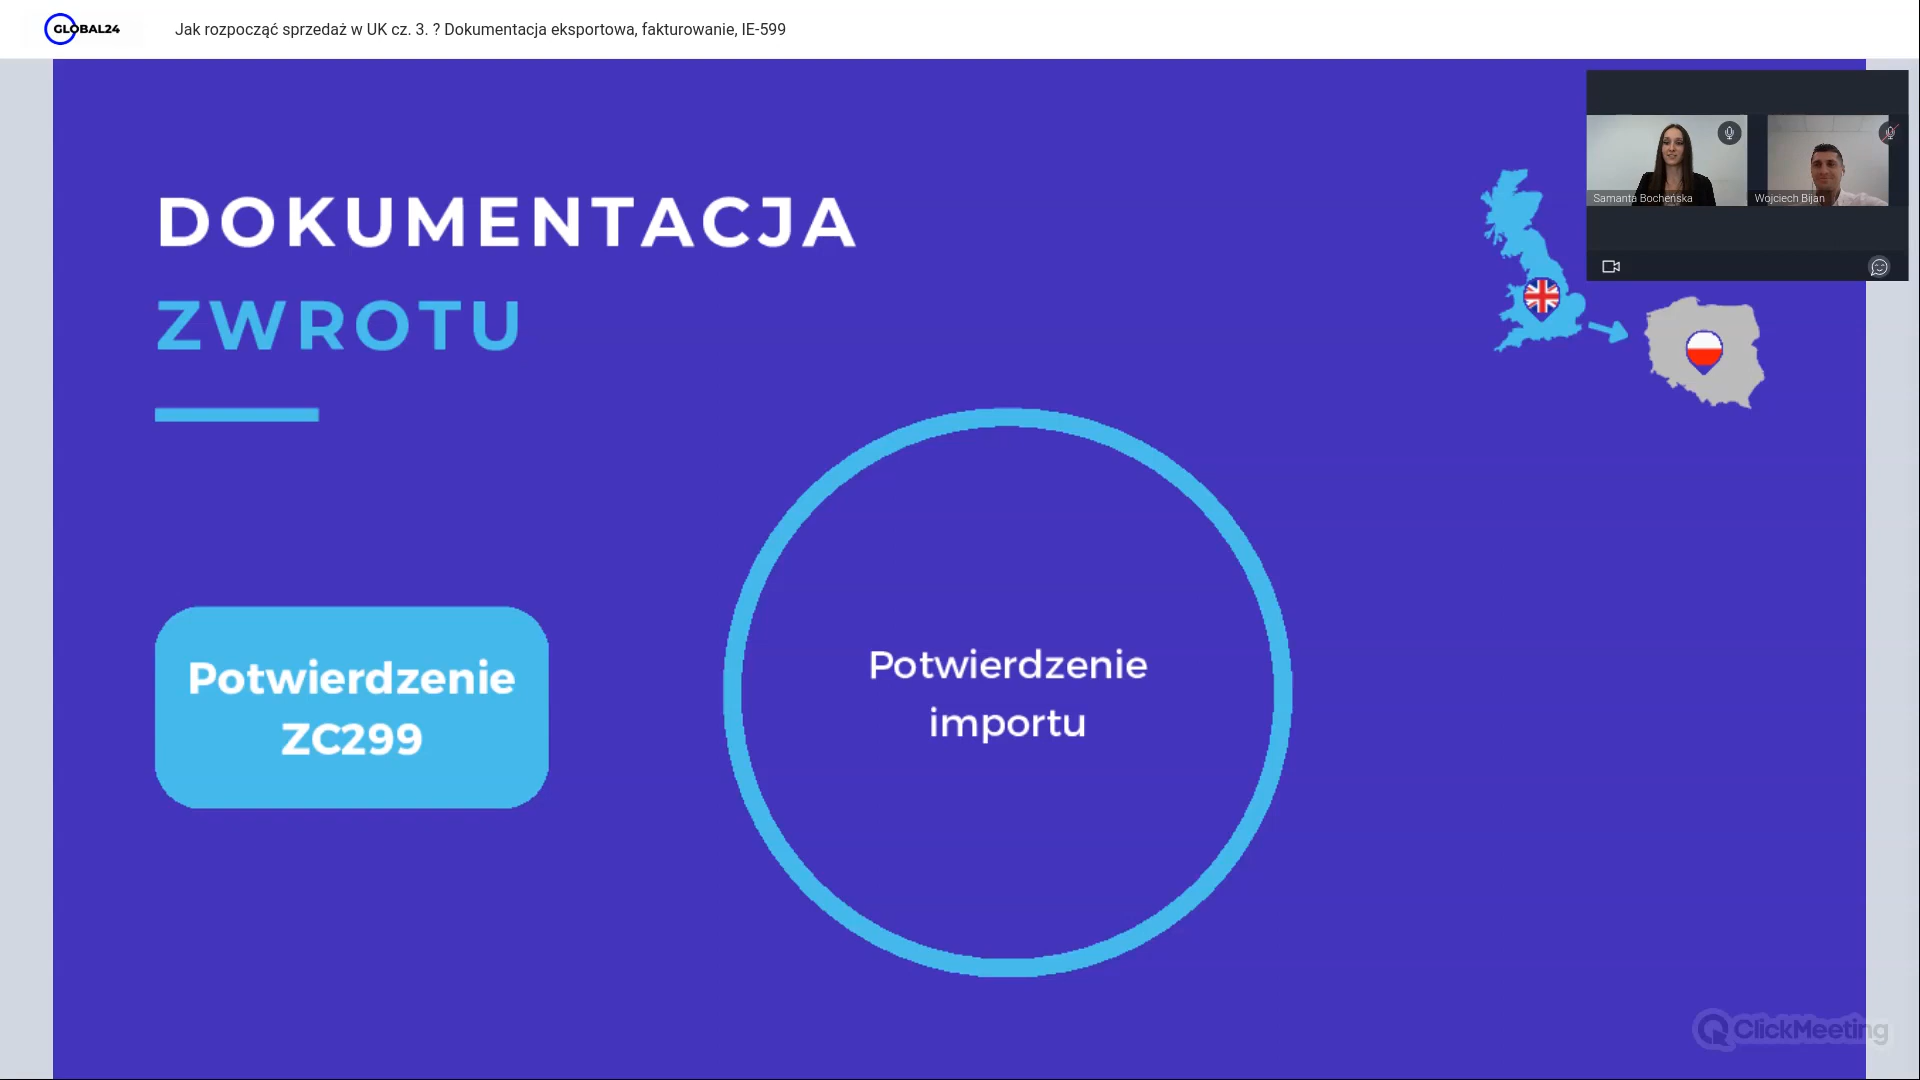 GLOBAL24
Jak rozpocząć sprzedaż w UK cz. 3. ? Dokumentacja eksportowa, fakturowanie, IE-599
DOKUMENTACJA
ZWROTU
Samanta Bocheńska
Wojciech Bijan
Potwierdzenie
ZC299
Potwierdzenie
importu
ClickMeeting